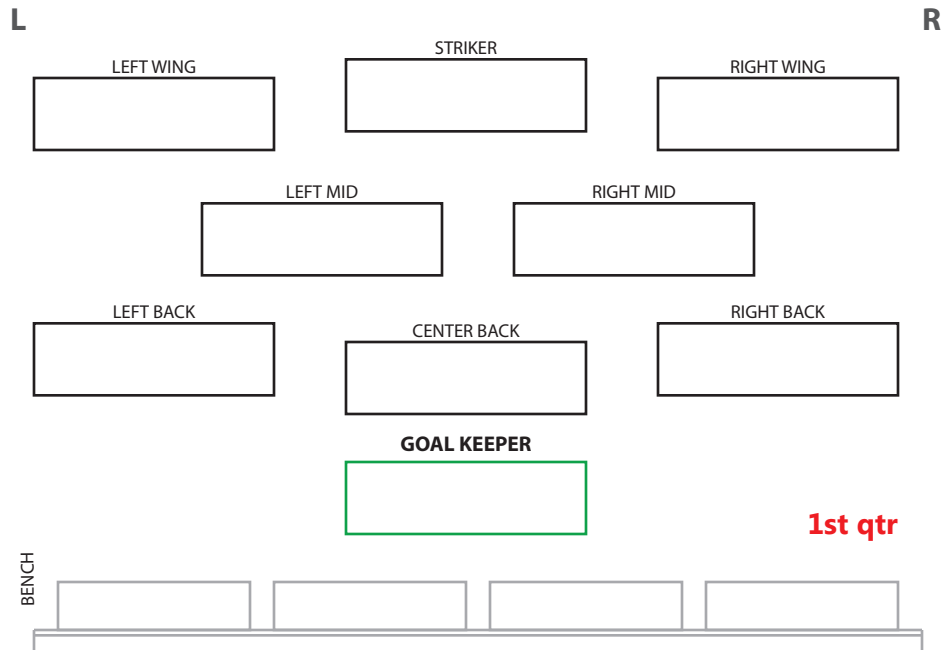 L
R
STRIKER
LEFT WING
RIGHT WING
LEFT MID
RIGHT MID
LEFT BACK
RIGHT BACK
CENTER BACK
GOAL KEEPER
1st qtr
BENCH